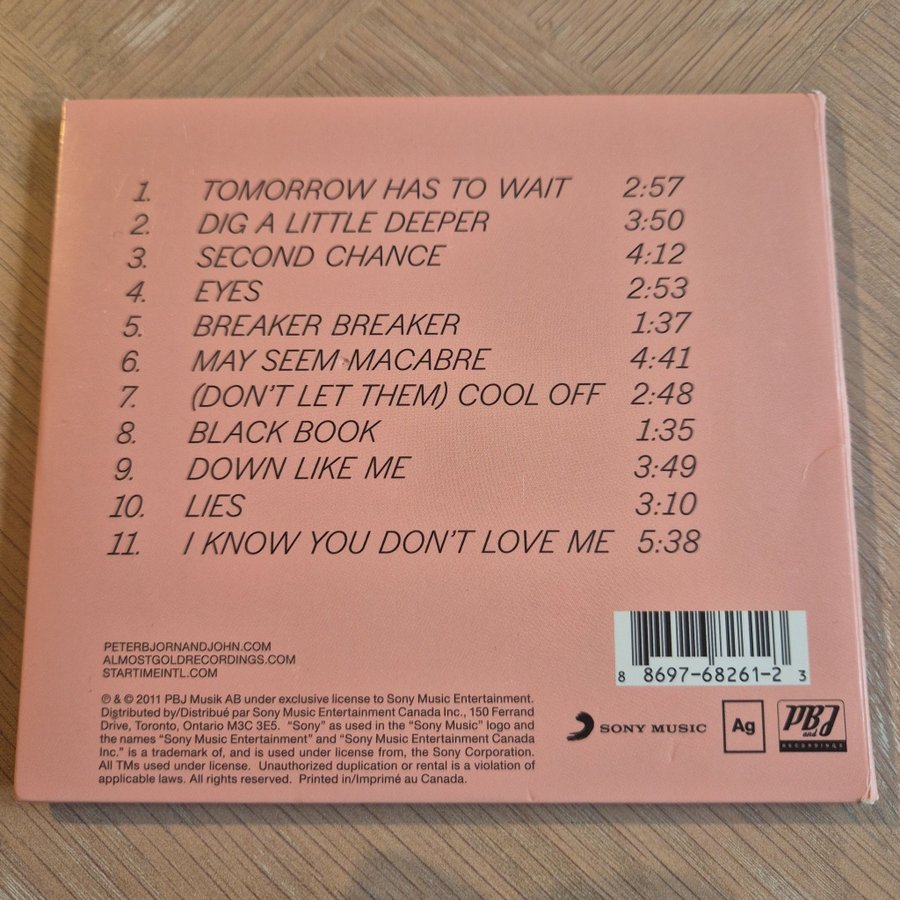 1. TOMORROW HAS TO WAIT 2:57
2. DIG A LITTLE DEEPER 3:50
3. SECOND CHANCE 4:12
4. EYES 2:53
5. BREAKER BREAKER 1:37
6. MAY SEEM MACABRE 4:41
7. (DON'T LET THEM) COOL OFF 2:48
8. BLACK BOOK 1:35
9. DOWN LIKE ME 3:49
10. LIES 3:10
11. I KNOW YOU DON'T LOVE ME 5:38
PETERBJORNANDJOHN.COM
ALMOSTGOLDRECORDINGS.COM
STARTIMEINTL.COM
℗ & © 2011 PBJ Musik AB under exclusive license to Sony Music Entertainment.
Distributed by/Distribué par Sony Music Entertainment Canada Inc., 150 Ferrand
Drive, Toronto, Ontario M3C 3E5. "Sony" as used in the "Sony Music" logo and
the names "Sony Music Entertainment" and "Sony Music Entertainment Canada
Inc." is a trademark of, and is used under license from, the Sony Corporation.
All TMs used under license. Unauthorized duplication or rental is a violation of
applicable laws. All rights reserved. Printed in/Imprimé au Canada.
8 8697-68261-2 3
SONY MUSIC
Ag
PBJ
and
RECORDINGS